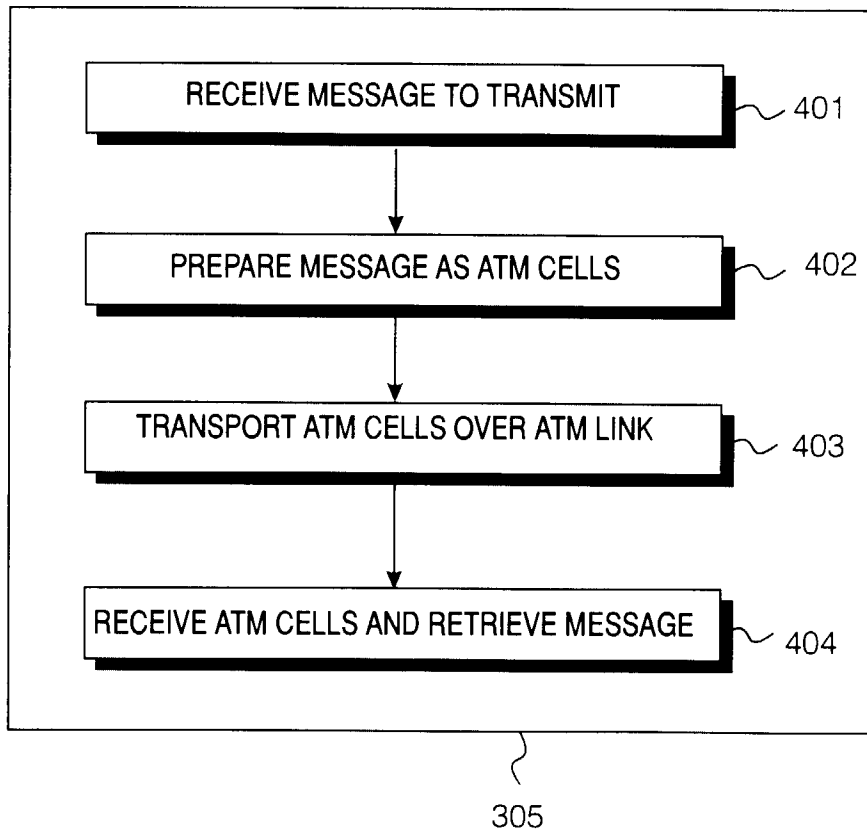 RECEIVE MESSAGE TO TRANSMIT
401
PREPARE MESSAGE AS ATM CELLS
402
TRANSPORT ATM CELLS OVER ATM LINK
403
RECEIVE ATM CELLS AND RETRIEVE MESSAGE
404
305